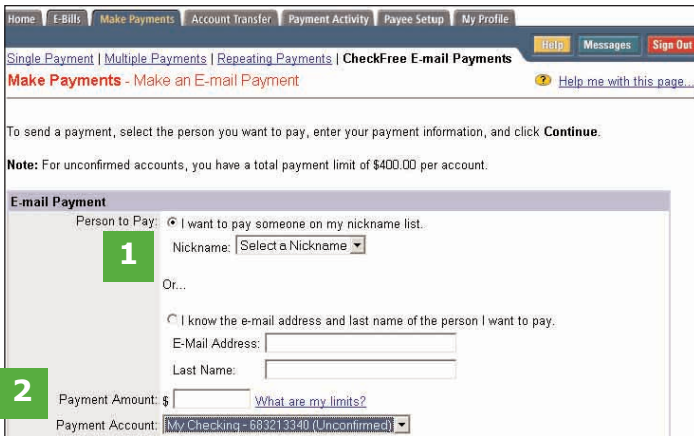 Home E-Bills Make Payments Account Transfer Payment Activity Payee Setup My Profile
Help Messages Sign Out
Single Payment | Multiple Payments | Repeating Payments | CheckFree E-mail Payments
Make Payments - Make an E-mail Payment
? Help me with this page...
To send a payment, select the person you want to pay, enter your payment information, and click Continue.
Note: For unconfirmed accounts, you have a total payment limit of $400.00 per account.
E-mail Payment
Person to Pay: I want to pay someone on my nickname list.
1
Nickname: Select a Nickname
Or...
I know the e-mail address and last name of the person I want to pay.
E-Mail Address:
Last Name:
2
Payment Amount: $ What are my limits?
Payment Account: My Checking - 683213340 (Unconfirmed)